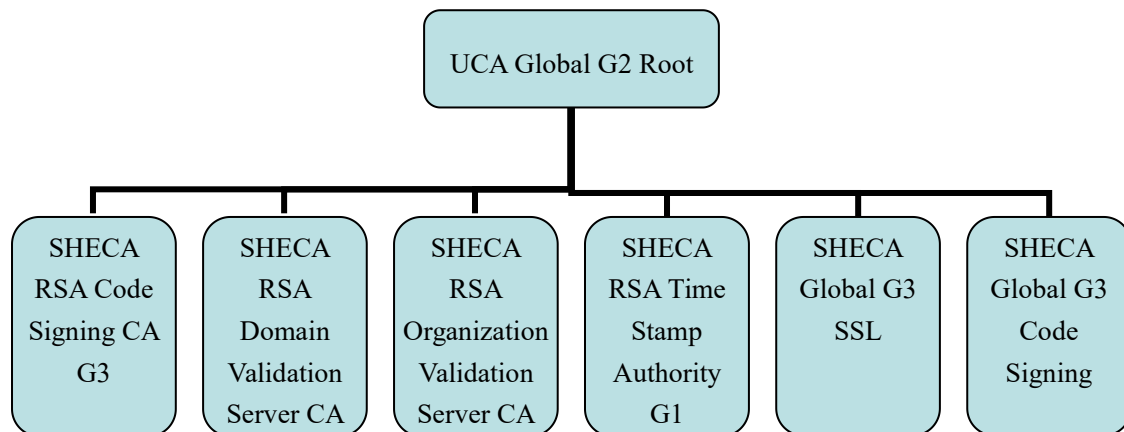 UCA Global G2 Root
SHECA
RSA Code
Signing CA
G3
SHECA
RSA
Domain
Validation
Server CA
SHECA
RSA
Organization
Validation
Server CA
SHECA
RSA Time
Stamp
Authority
G1
SHECA
Global G3
SSL
SHECA
Global G3
Code
Signing